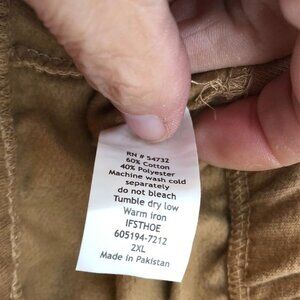 RN # 54732
60% Cotton
40% Polyester
Machine wash cold
separately
do not bleach
Tumble dry low
Warm iron
IFSTHOE
605194-7212
2XL
Made in Pakistan